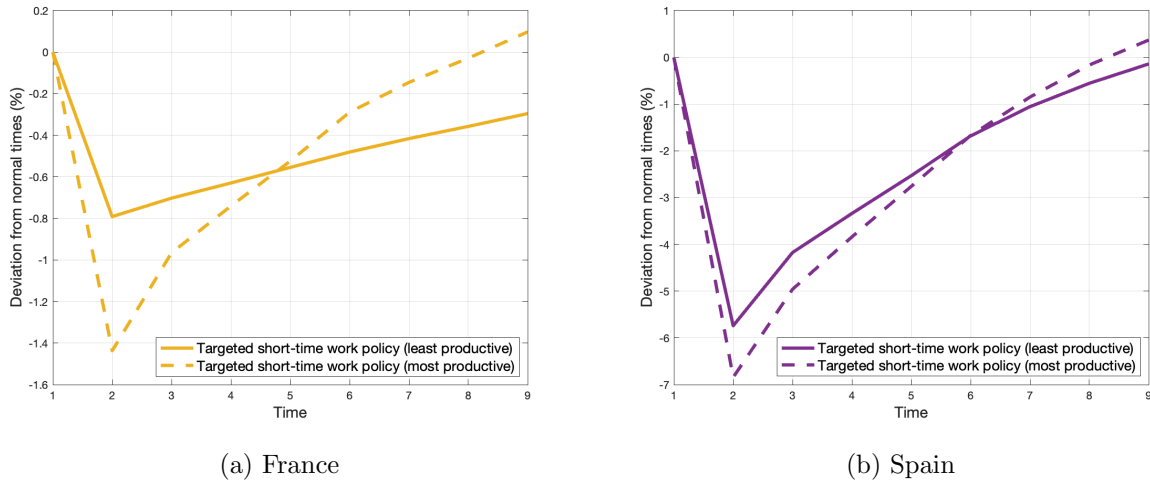 Deviation from normal times (%)
0.2
0
-0.2
-0.4
-0.6
-0.8
-1
-1.2
-1.4
-1.6
Targeted short-time work policy (least productive)
Targeted short-time work policy (most productive)
1 2 3 4 5 6 7 8 9
Time
(a) France
Deviation from normal times (%)
1
0
-1
-2
-3
-4
-5
-6
-7
Targeted short-time work policy (least productive)
Targeted short-time work policy (most productive)
1 2 3 4 5 6 7 8 9
Time
(b) Spain